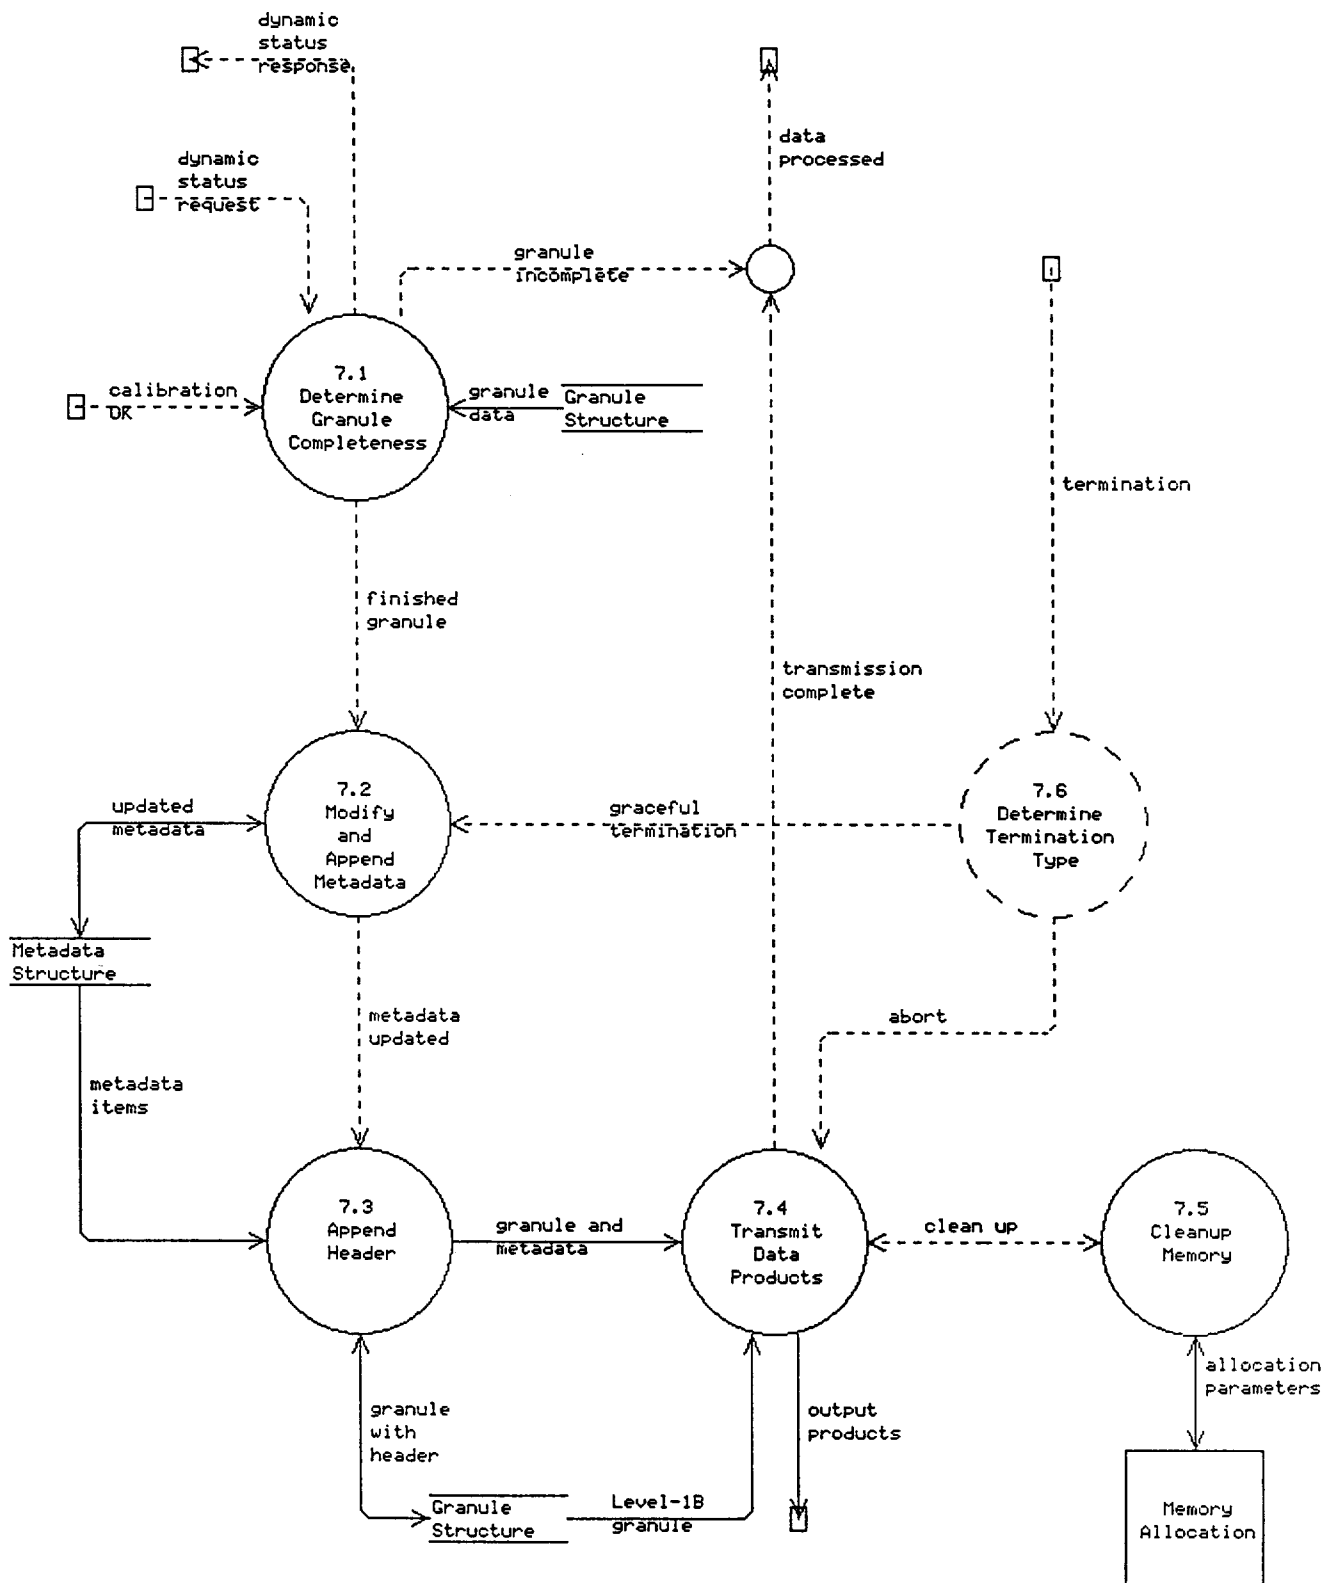 dynamic
status
response
dynamic
status
request
data
processed
granule
incomplete
calibration
OK
7.1
Determine
Granule
Completeness
granule
data
Granule
Structure
termination
finished
granule
transmission
complete
updated
metadata
7.2
Modify
and
Append
Metadata
graceful
termination
7.6
Determine
Termination
Type
Metadata
Structure
metadata
updated
abort
metadata
items
7.3
Append
Header
granule and
metadata
7.4
Transmit
Data
Products
clean up
7.5
Cleanup
Memory
allocation
parameters
granule
with
header
output
products
Granule
Structure
Level-1B
granule
Memory
Allocation